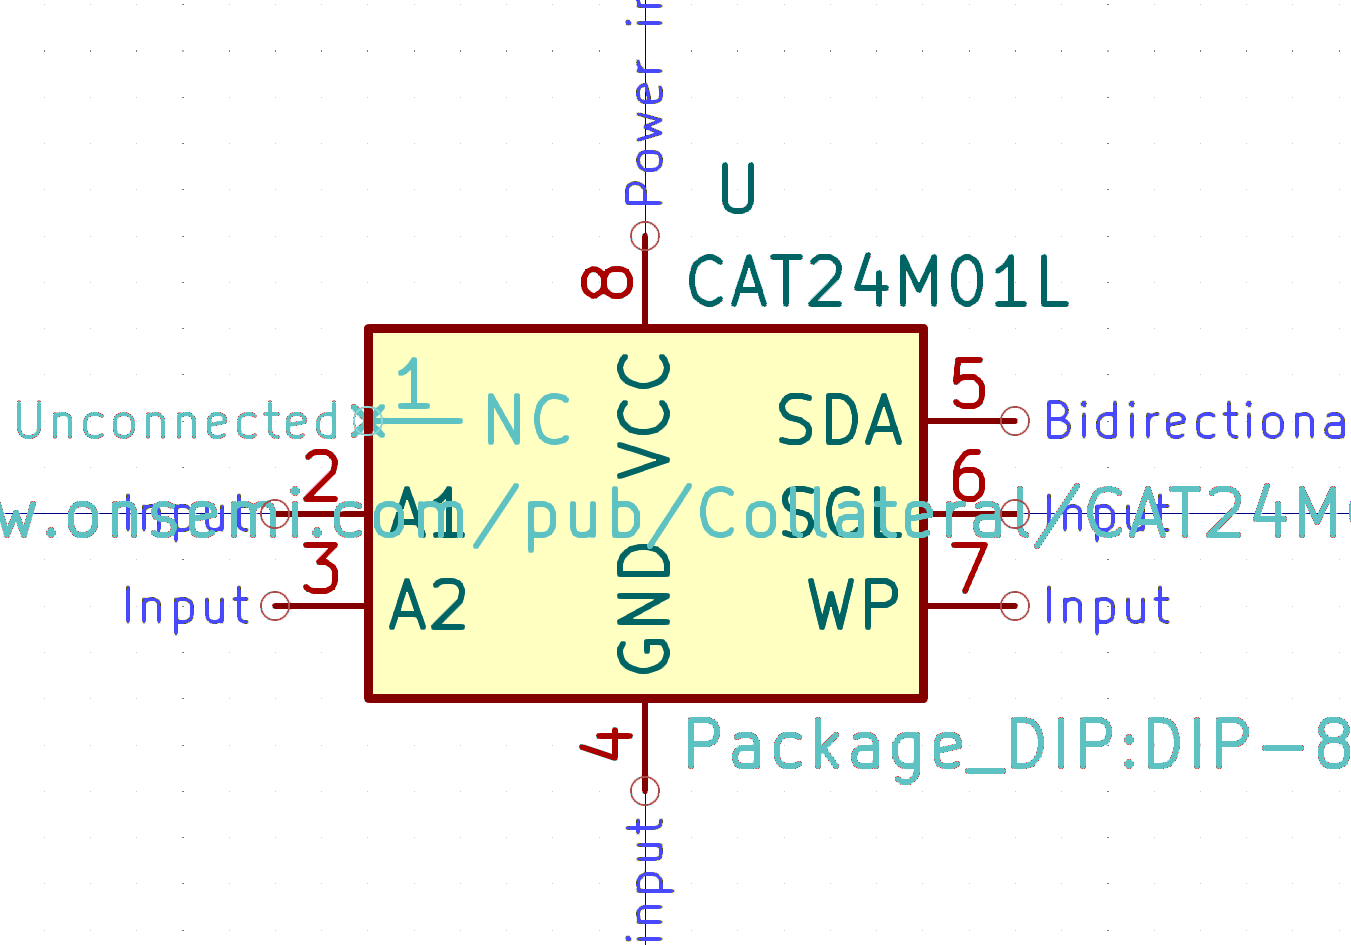 Power in
U
8
CAT24M01L
1
VCC
5
Unconnected
NC
SDA
Bidirectiona
2
6
Input
A1
SCL
Input
w.onsemi.com/pub/Collateral/CAT24M0
3
7
Input
A2
GND
WP
Input
4
Package_DIP:DIP-8
input